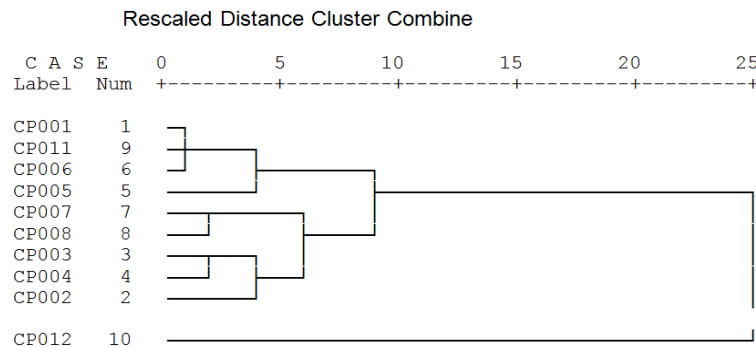 Rescaled Distance Cluster Combine
C A S E 0 5 10 15 20 25
Label Num +---------+---------+---------+---------+---------+
CP001 1
CP011 9
CP006 6
CP005 5
CP007 7
CP008 8
CP003 3
CP004 4
CP002 2
CP012 10